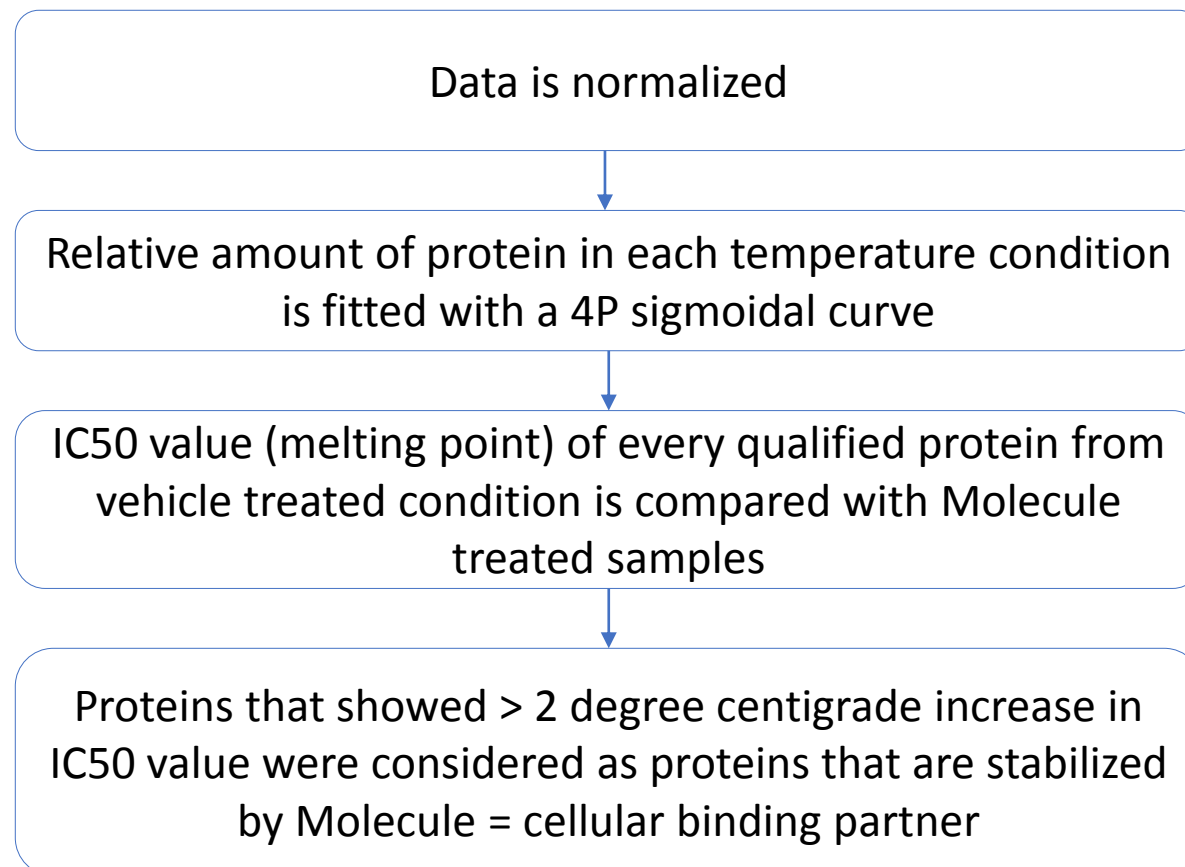 Data is normalized
Relative amount of protein in each temperature condition
is fitted with a 4P sigmoidal curve
IC50 value (melting point) of every qualified protein from
vehicle treated condition is compared with Molecule
treated samples
Proteins that showed > 2 degree centigrade increase in
IC50 value were considered as proteins that are stabilized
by Molecule = cellular binding partner